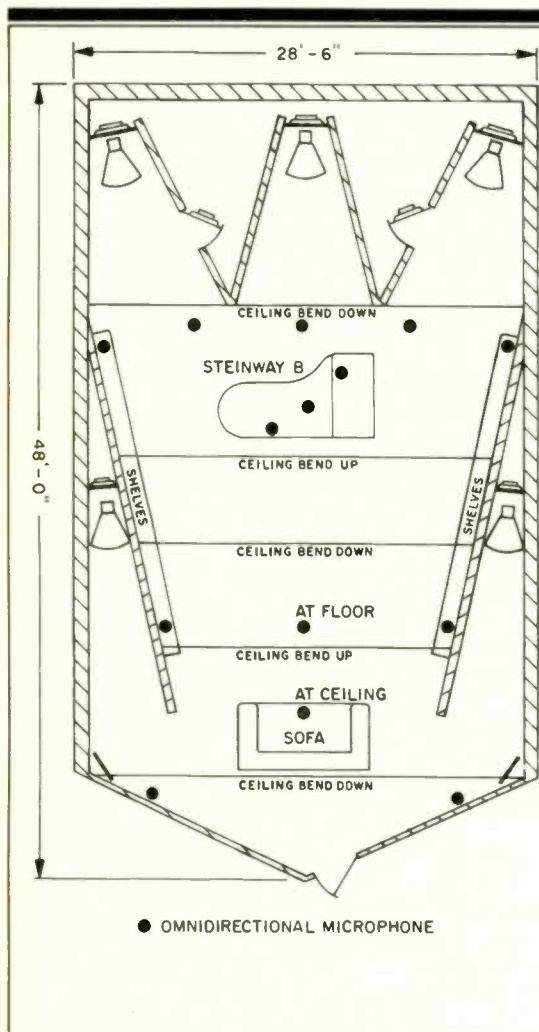 28'-6"
CEILING BEND DOWN
STEINWAY B
48'-0"
CEILING BEND UP
SHELVES
SHELVES
CEILING BEND DOWN
AT FLOOR
CEILING BEND UP
AT CEILING
SOFA
CEILING BEND DOWN
OMNIDIRECTIONAL MICROPHONE